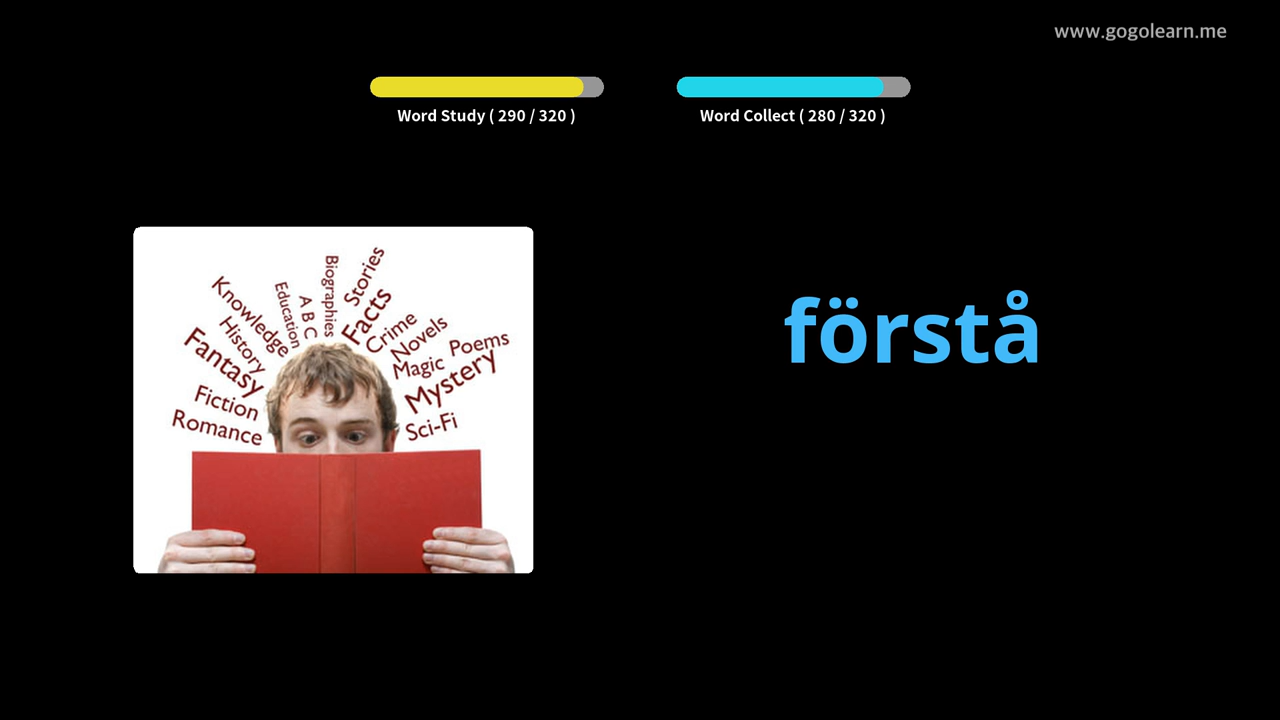 www.gogolearn.me
Word Study ( 290 / 320 )
Word Collect ( 280 / 320 )
förstå
Biographies
Stories
Education
A B C
Facts
Knowledge
Crime
History
Novels
Poems
Fantasy
Magic
Mystery
Fiction
Romance
Sci-Fi